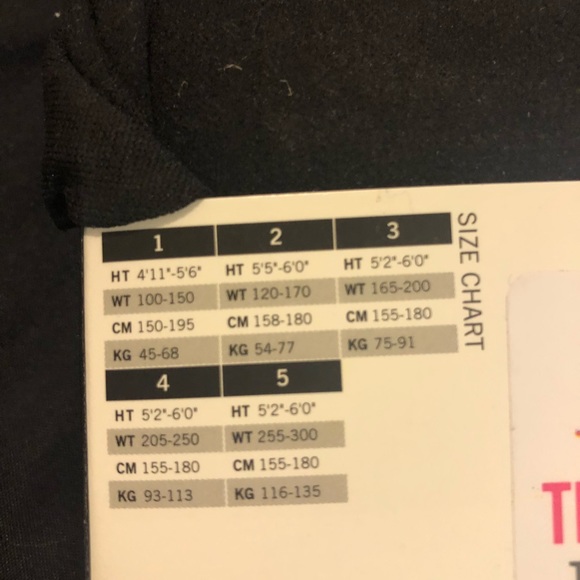 SIZE CHART
1 2 3
HT 4'11"-5'6" HT 5'5"-6'0" HT 5'2"-6'0"
WT 100-150 WT 120-170 WT 165-200
CM 150-195 CM 158-180 CM 155-180
KG 45-68 KG 54-77 KG 75-91
4 5
HT 5'2"-6'0" HT 5'2"-6'0"
WT 205-250 WT 255-300
CM 155-180 CM 155-180
KG 93-113 KG 116-135